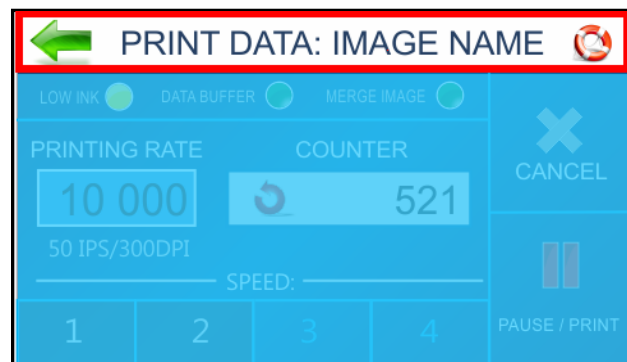 PRINT DATA: IMAGE NAME
LOW INK DATA BUFFER MERGE IMAGE
PRINTING RATE COUNTER
CANCEL
10 000 521
50 IPS/300DPI
SPEED:
1 2 3 4
PAUSE / PRINT